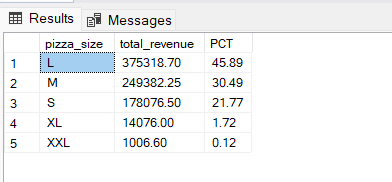 Results Messages
pizza_size total_revenue PCT
1 L 375318.70 45.89
2 M 249382.25 30.49
3 S 178076.50 21.77
4 XL 14076.00 1.72
5 XXL 1006.60 0.12